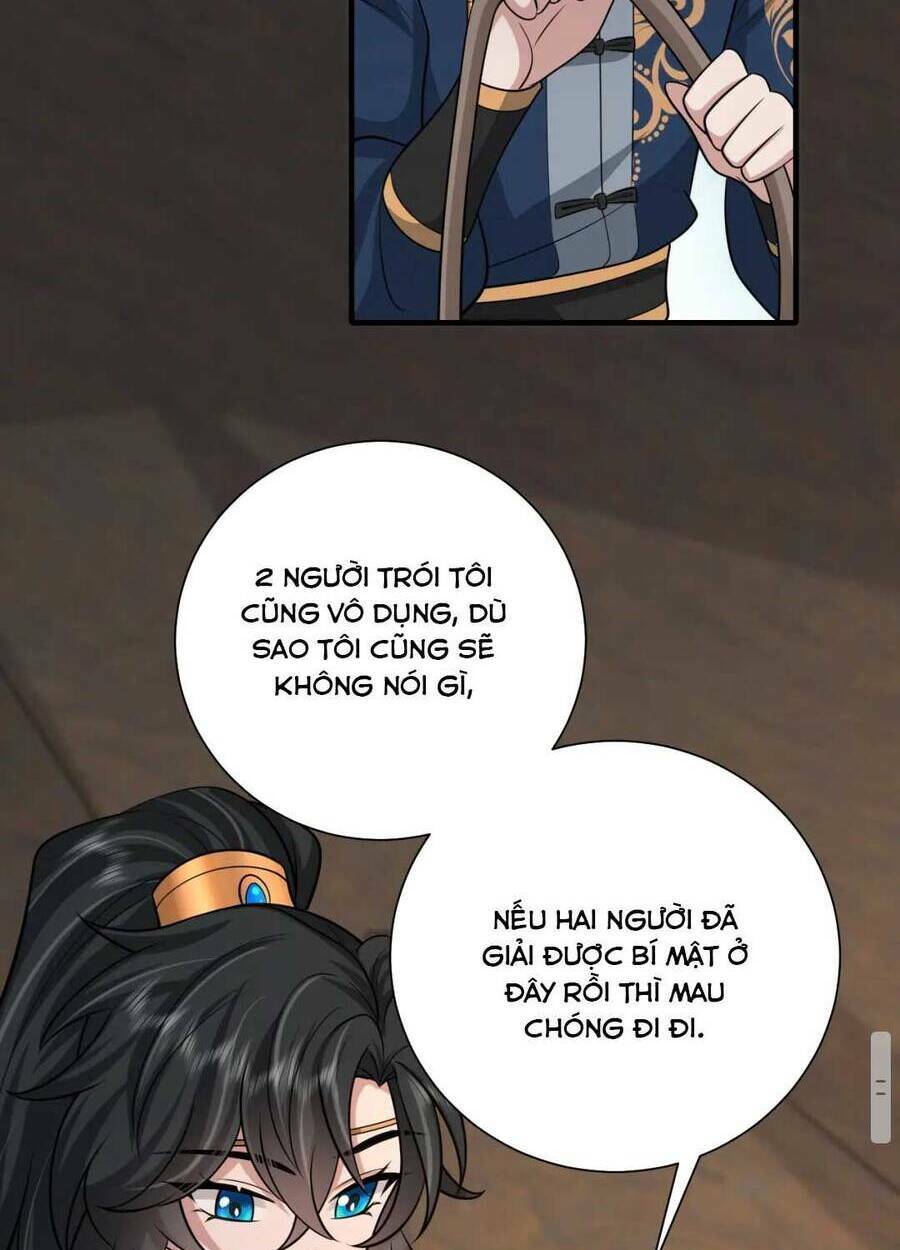 2 NGƯỜI TRÓI TÔI
CŨNG VÔ DỤNG, DÙ
SAO TÔI CŨNG SẼ
KHÔNG NÓI GÌ,
NẾU HAI NGƯỜI ĐÃ
GIẢI ĐƯỢC BÍ MẬT Ở
ĐÂY RỒI THÌ MAU
CHÓNG ĐI ĐI.